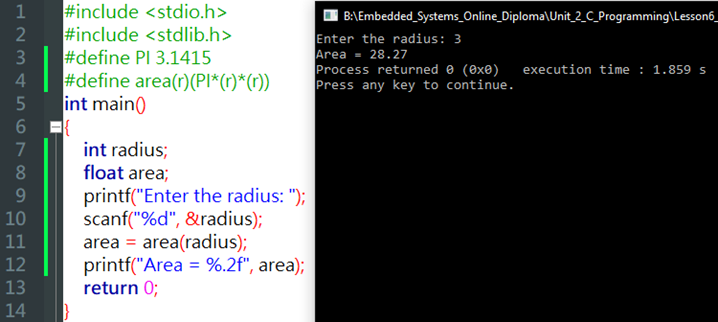 1 #include <stdio.h>
2 #include <stdlib.h>
3 #define PI 3.1415
4 #define area(r)(PI*(r)*(r))
5 int main()
6 {
7 int radius;
8 float area;
9 printf("Enter the radius: ");
10 scanf("%d", &radius);
11 area = area(radius);
12 printf("Area = %.2f", area);
13 return 0;
14 }
B:\Embedded_Systems_Online_Diploma\Unit_2_C_Programming\Lesson6_
Enter the radius: 3
Area = 28.27
Process returned 0 (0x0)   execution time : 1.859 s
Press any key to continue.